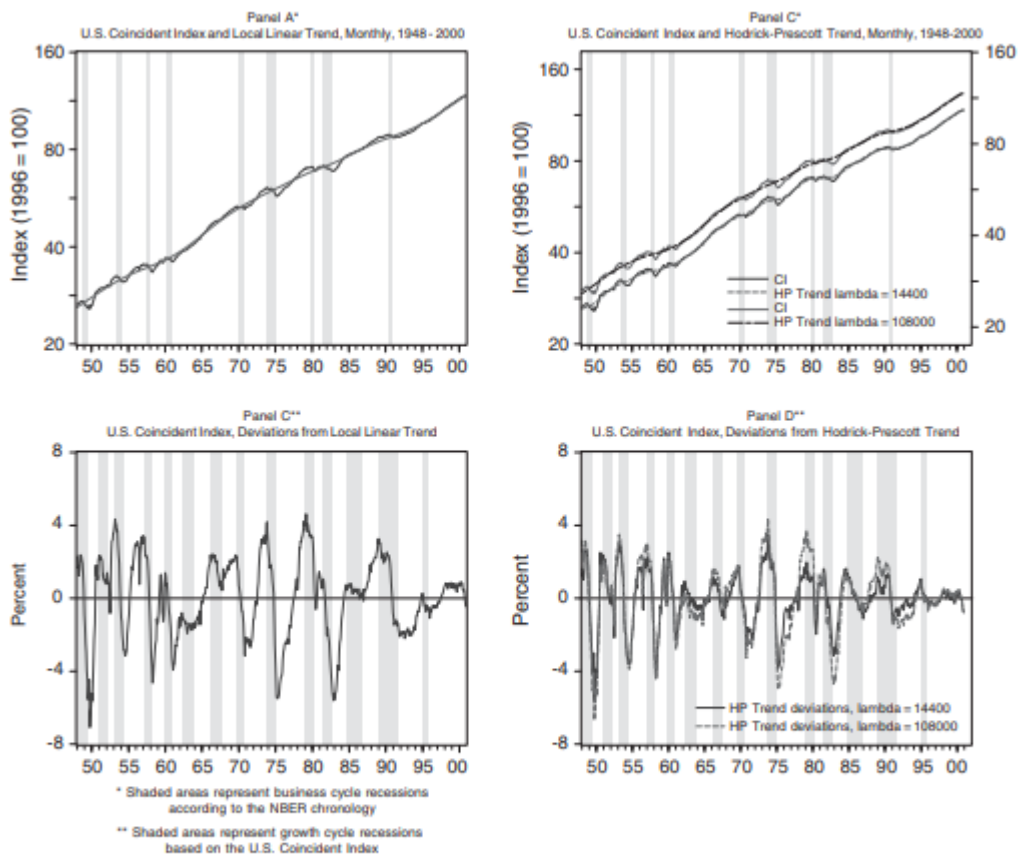 Panel A*
U.S. Coincident Index and Local Linear Trend, Monthly, 1948 - 2000
160
80
40
20
Index (1996 = 100)
50 55 60 65 70 75 80 85 90 95 00
Panel C*
U.S. Coincident Index and Hodrick-Prescott Trend, Monthly, 1948-2000
160
80
40
20
Index (1996 = 100)
160
80
40
20
CI
HP Trend lambda = 14400
CI
HP Trend lambda = 108000
50 55 60 65 70 75 80 85 90 95 00
Panel C**
U.S. Coincident Index, Deviations from Local Linear Trend
8
4
0
-4
-8
Percent
50 55 60 65 70 75 80 85 90 95 00
* Shaded areas represent business cycle recessions
according to the NBER chronology
** Shaded areas represent growth cycle recessions
based on the U.S. Coincident Index
Panel D**
U.S. Coincident Index, Deviations from Hodrick-Prescott Trend
8
4
0
-4
-8
Percent
HP Trend deviations, lambda = 14400
HP Trend deviations, lambda = 108000
50 55 60 65 70 75 80 85 90 95 00